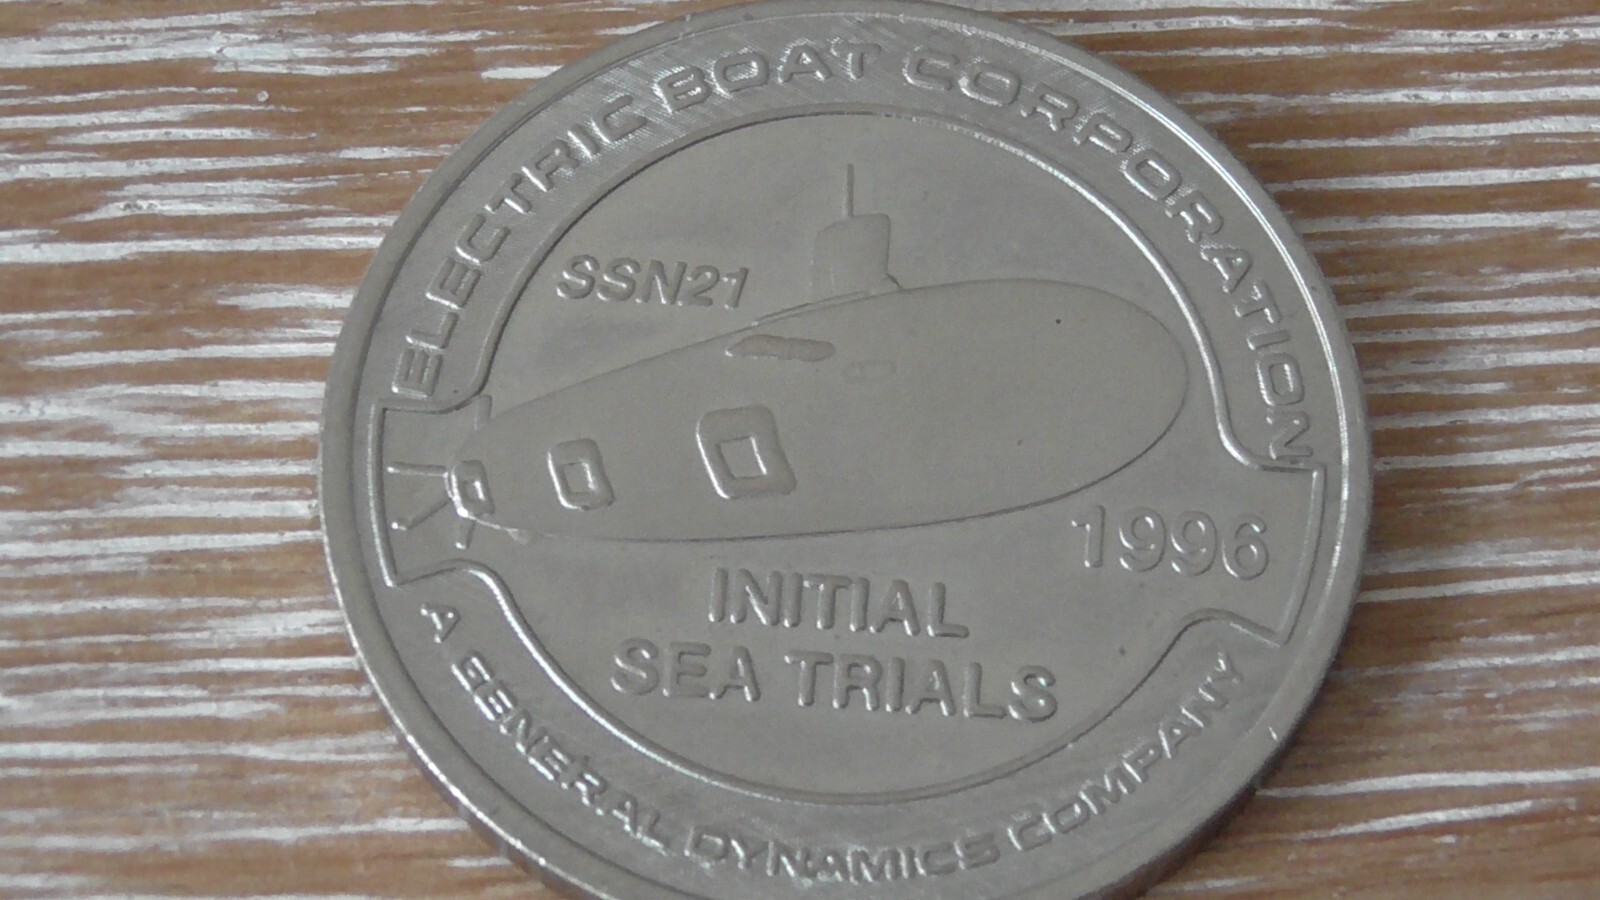 ELECTRIC BOAT CORPORATION
SSN21
1996
INITIAL
SEA TRIALS
A GENERAL DYNAMICS COMPANY